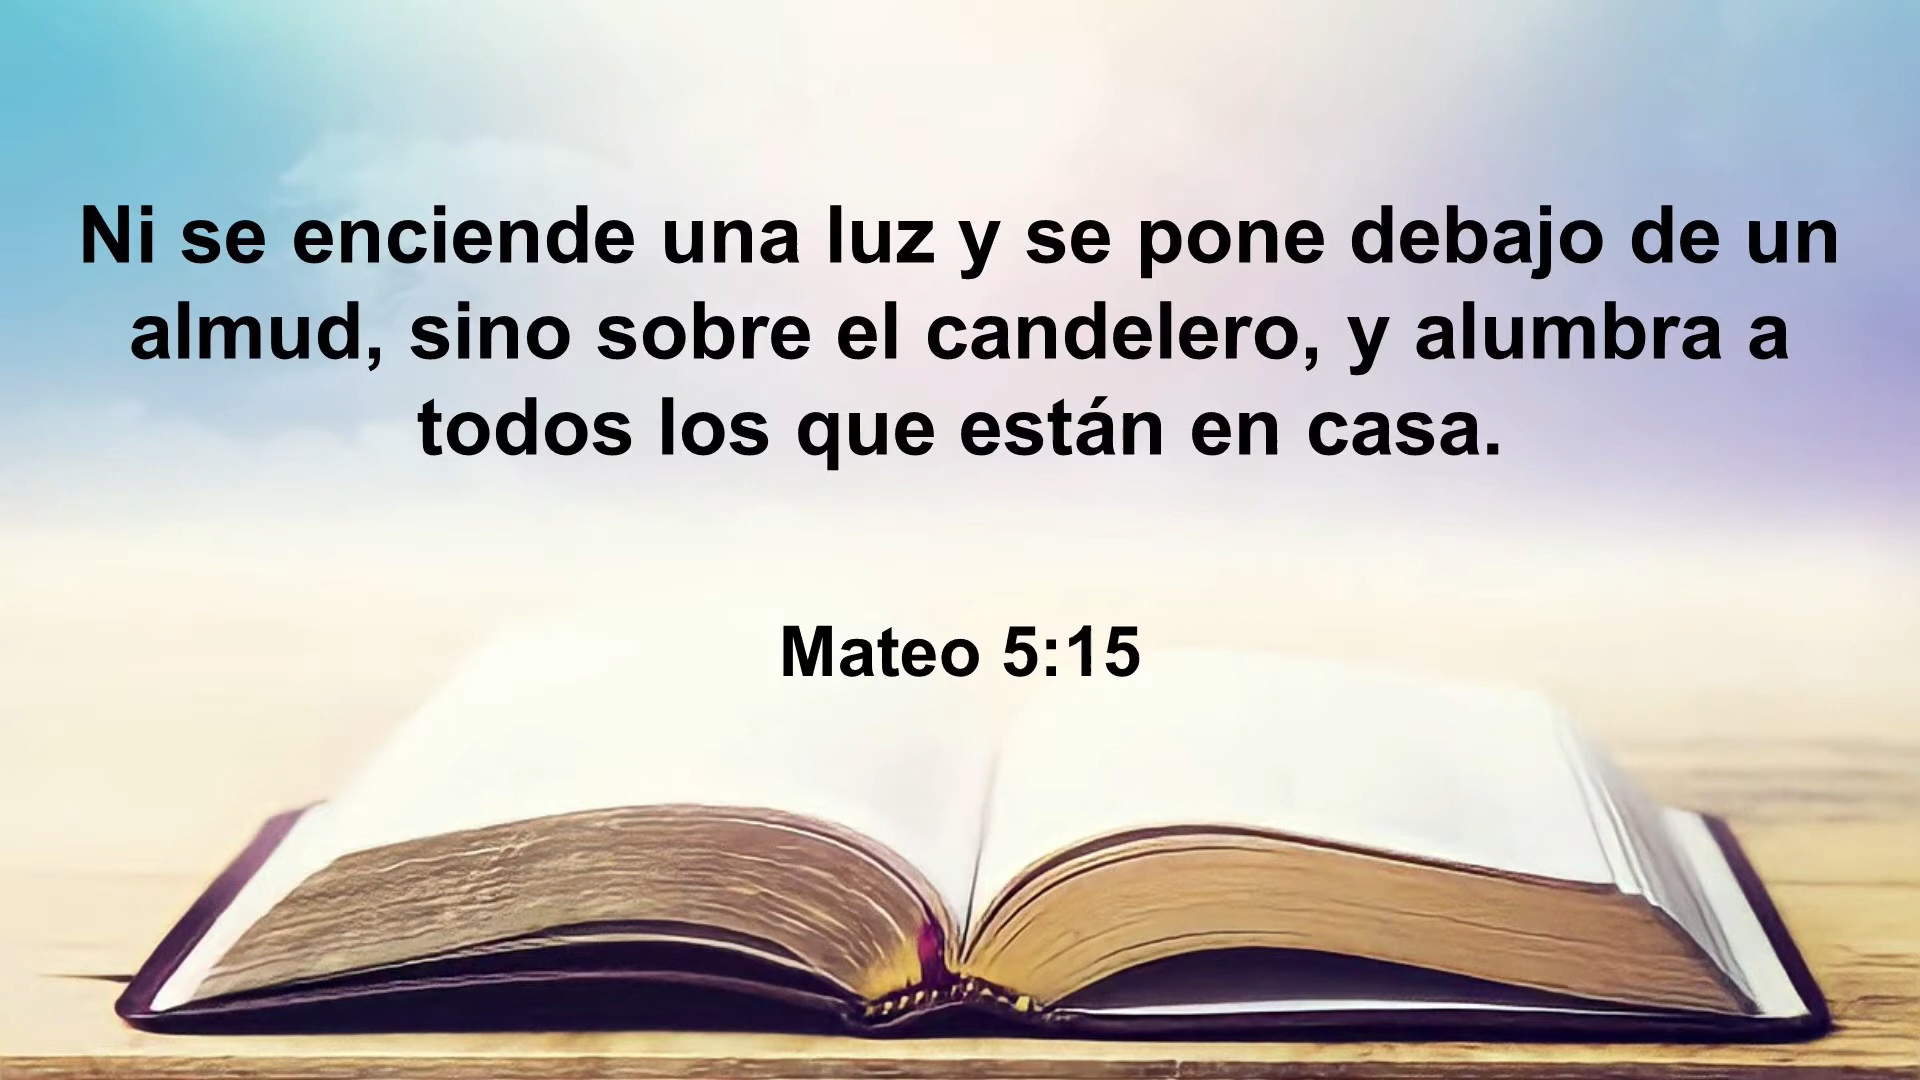 Ni se enciende una luz y se pone debajo de un
almud, sino sobre el candelero, y alumbra a
todos los que están en casa.
Mateo 5:15